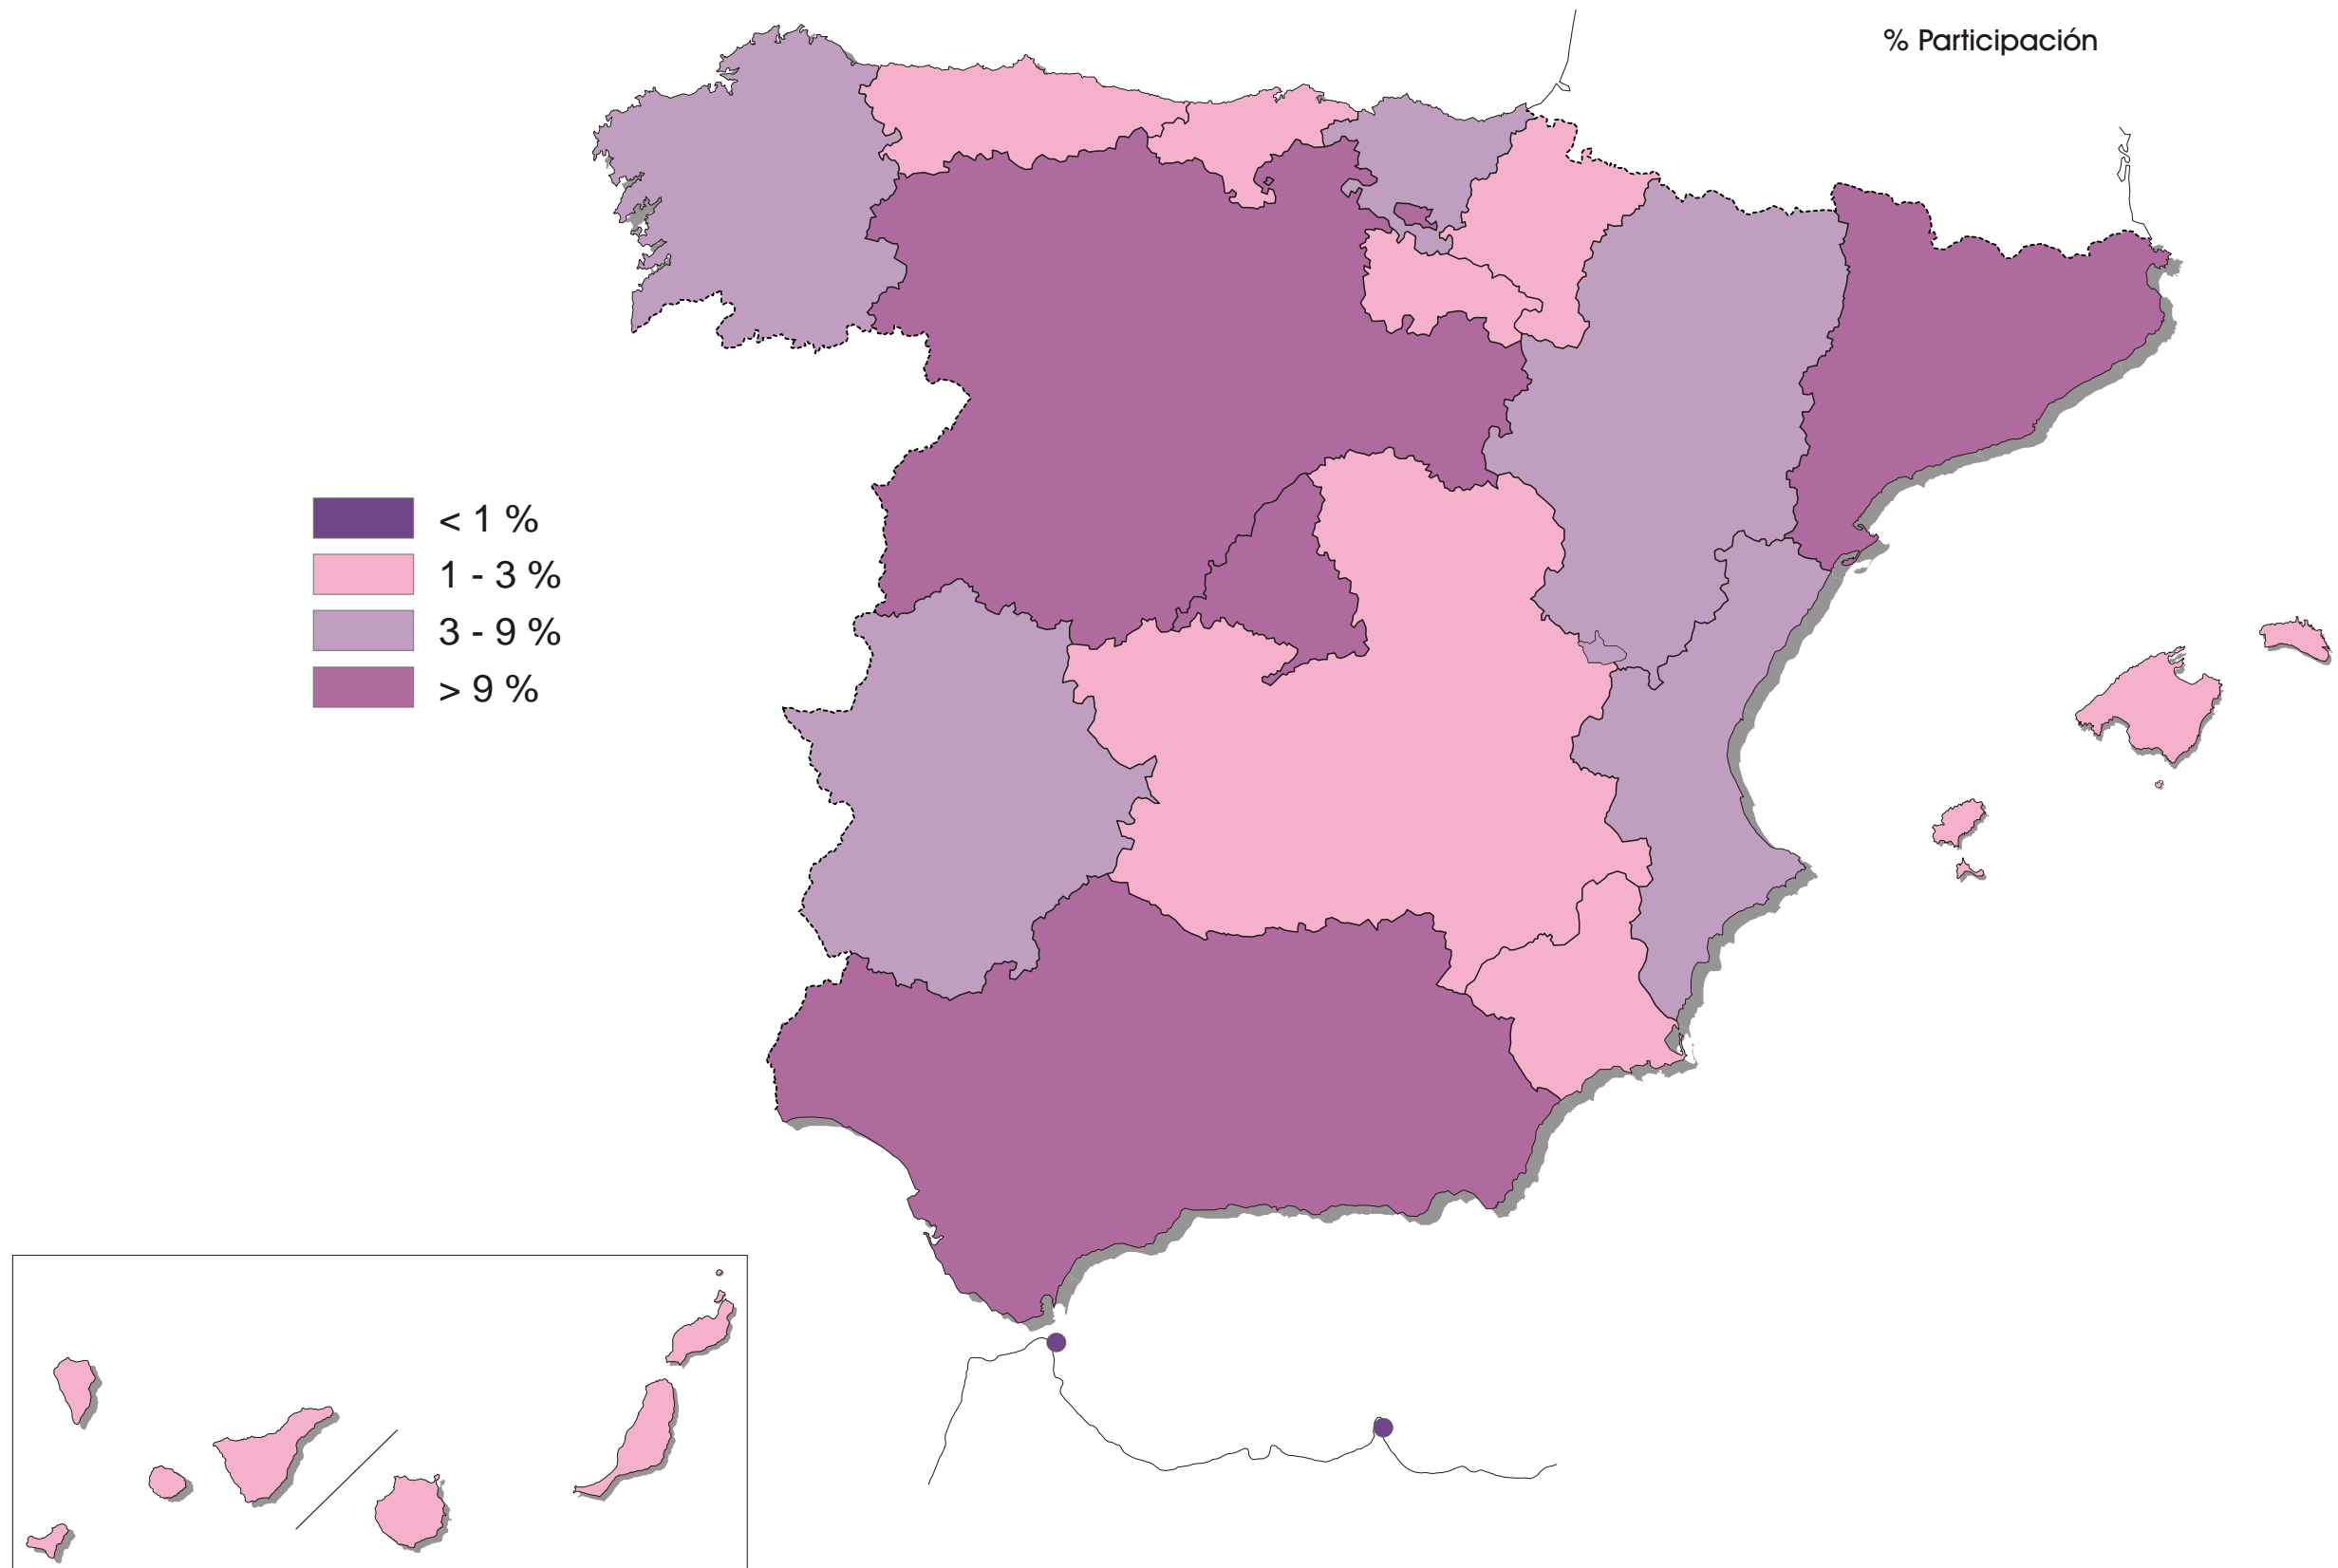 % Participación
< 1 %
1 - 3 %
3 - 9 %
> 9 %